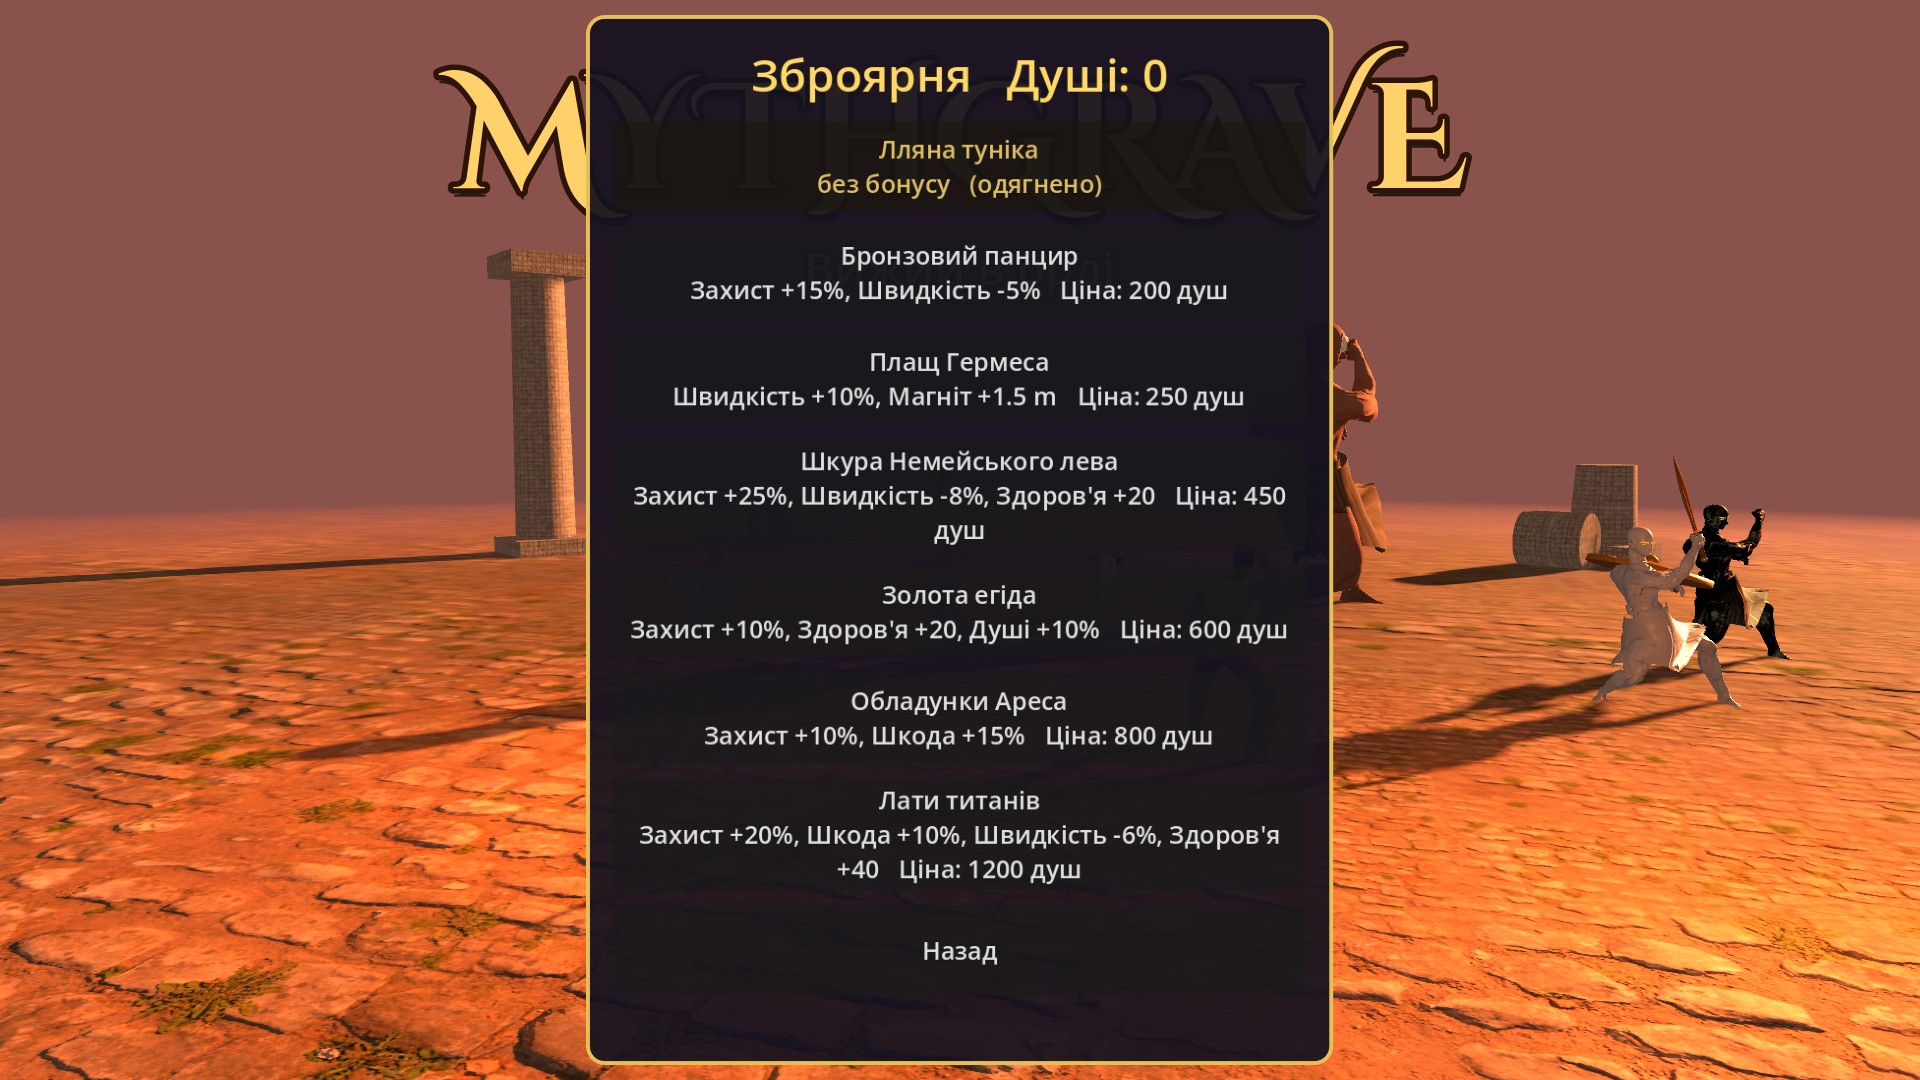 MYTHGRAVE
Зброярня Душі: 0
Лляна туніка
без бонусу (одягнено)
Бронзовий панцир
Захист +15%, Швидкість -5% Ціна: 200 душ
Плащ Гермеса
Швидкість +10%, Магніт +1.5 m Ціна: 250 душ
Шкура Немейського лева
Захист +25%, Швидкість -8%, Здоров'я +20 Ціна: 450
душ
Золота егіда
Захист +10%, Здоров'я +20, Душі +10% Ціна: 600 душ
Обладунки Ареса
Захист +10%, Шкода +15% Ціна: 800 душ
Лати титанів
Захист +20%, Шкода +10%, Швидкість -6%, Здоров'я
+40 Ціна: 1200 душ
Назад